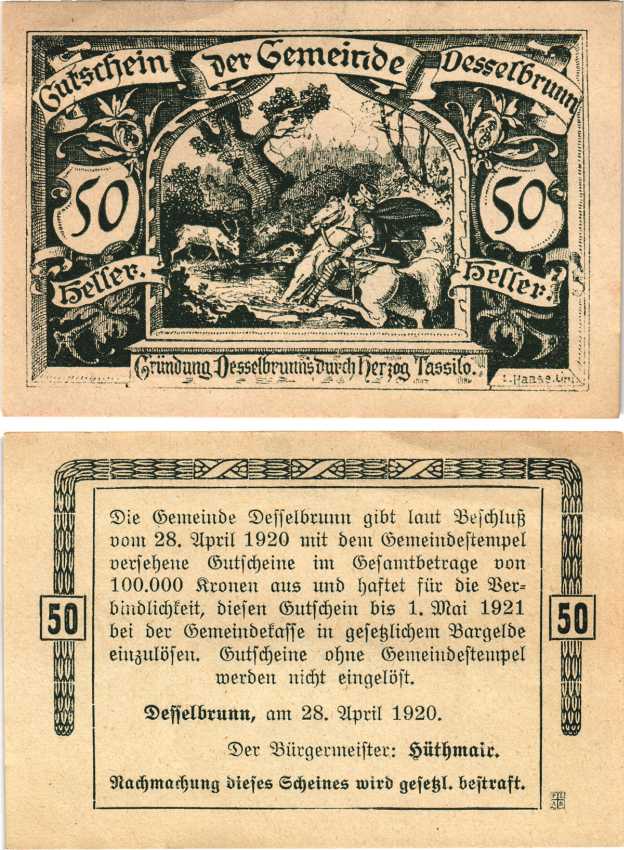 Gutschein der Gemeinde Desselbrunn
50 50
Heller. Heller.
Gründung Desselbrunns durch Herzog Tassilo.
Die Gemeinde Desselbrunn gibt laut Beschluß
vom 28. April 1920 mit dem Gemeindestempel
versehene Gutscheine im Gesamtbetrage von
100.000 Kronen aus und haftet für die Ver-
bindlichkeit, diesen Gutschein bis 1. Mai 1921
bei der Gemeindekasse in gesetzlichem Bargelde
einzulösen. Gutscheine ohne Gemeindestempel
werden nicht eingelöst.
50 50
Desselbrunn, am 28. April 1920.
Der Bürgermeister: Hüthmair.
Nachmachung dieses Scheines wird gesetzl. bestraft.